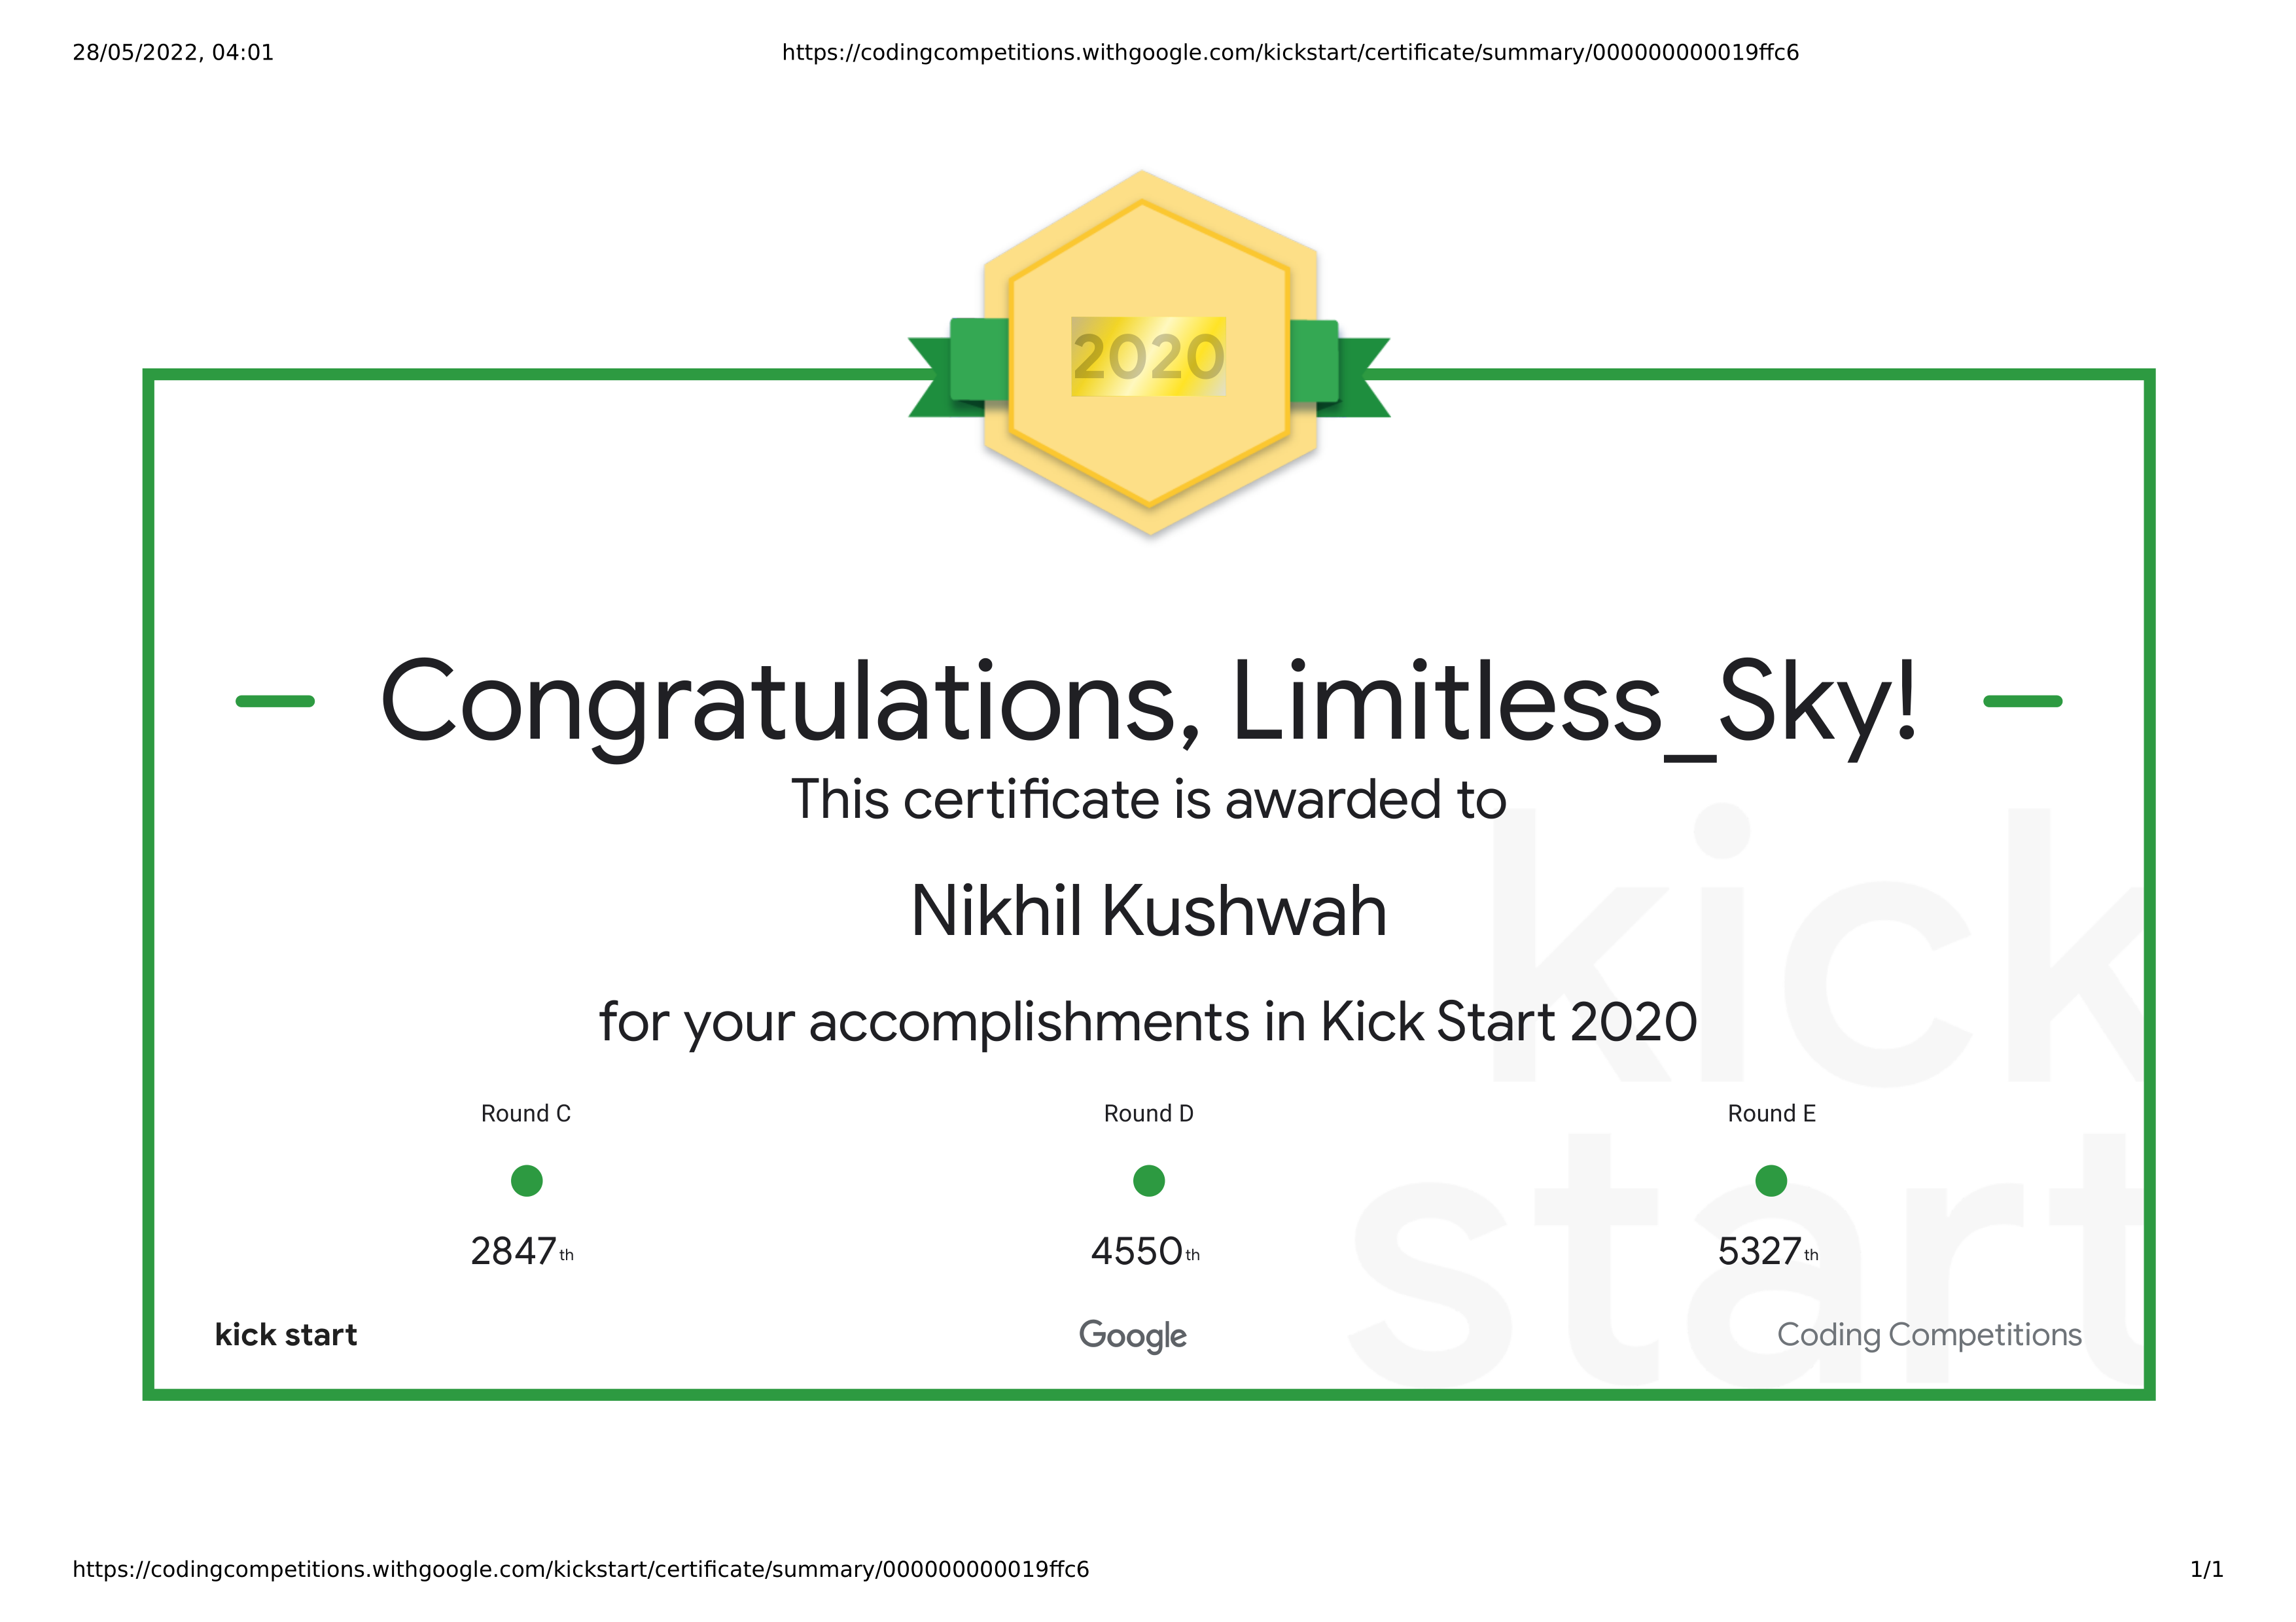 28/05/2022, 04:01
https://codingcompetitions.withgoogle.com/kickstart/certificate/summary/000000000019ffc6
2020
Congratulations, Limitless_Sky!
This certificate is awarded to
Nikhil Kushwah
for your accomplishments in Kick Start 2020
kick
start
Round C
Round D
Round E
2847th
4550th
5327th
kick start
Google
Coding Competitions
https://codingcompetitions.withgoogle.com/kickstart/certificate/summary/000000000019ffc6
1/1